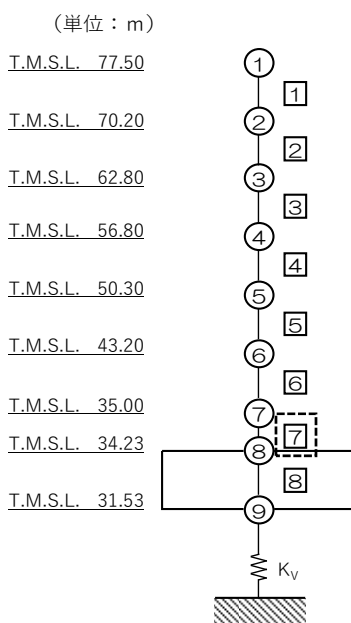 （単位：m）
T.M.S.L. 77.50 1
1
T.M.S.L. 70.20 2
2
T.M.S.L. 62.80 3
3
T.M.S.L. 56.80 4
4
T.M.S.L. 50.30 5
5
T.M.S.L. 43.20 6
6
T.M.S.L. 35.00 7
7
T.M.S.L. 34.23 8
8
T.M.S.L. 31.53 9
KV